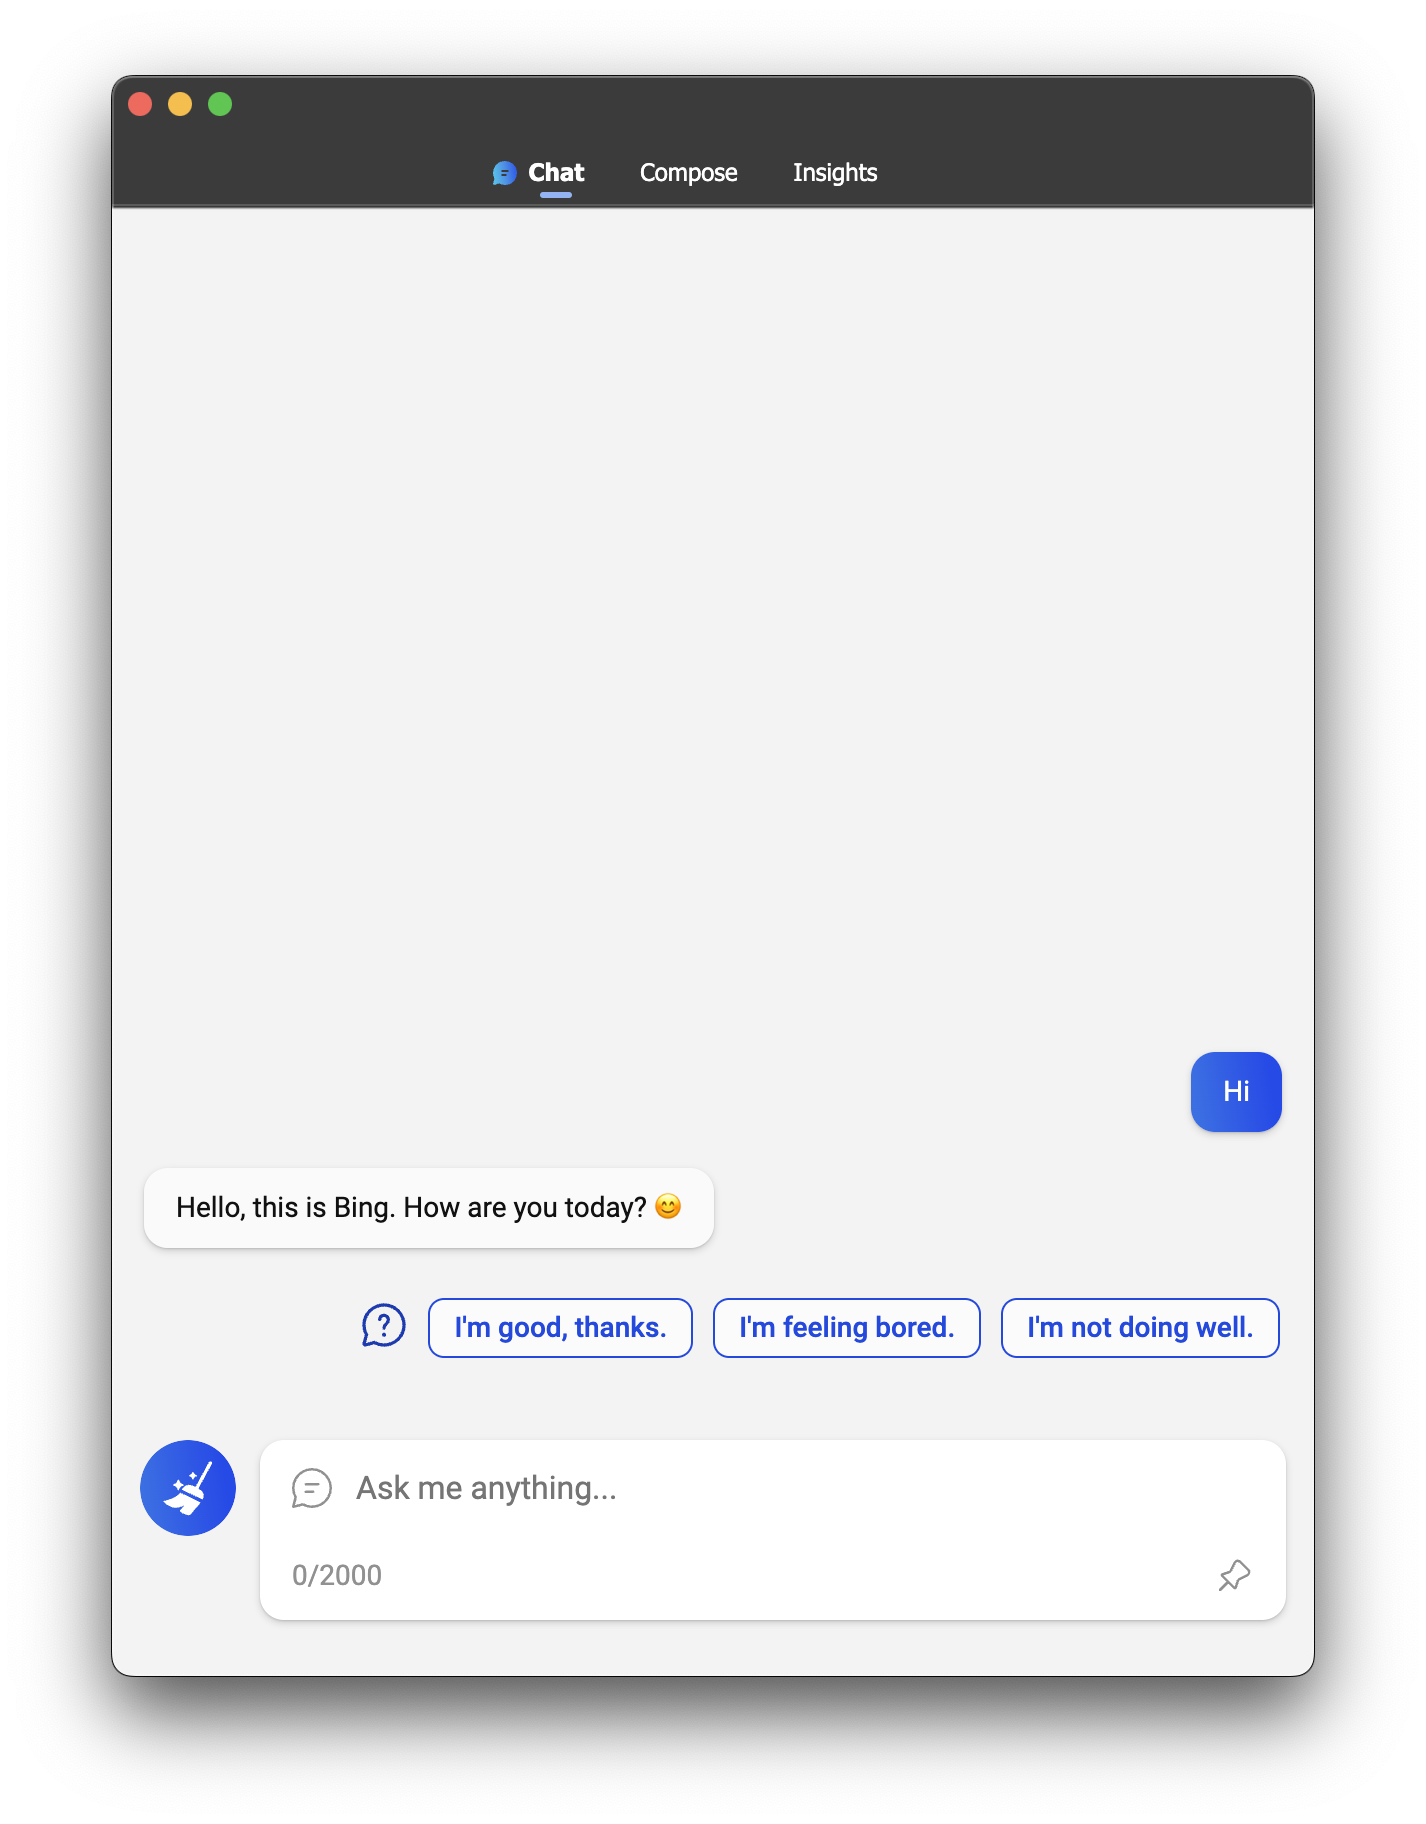 Chat Compose Insights
Hi
Hello, this is Bing. How are you today? 😊
I'm good, thanks. I'm feeling bored. I'm not doing well.
Ask me anything...
0/2000